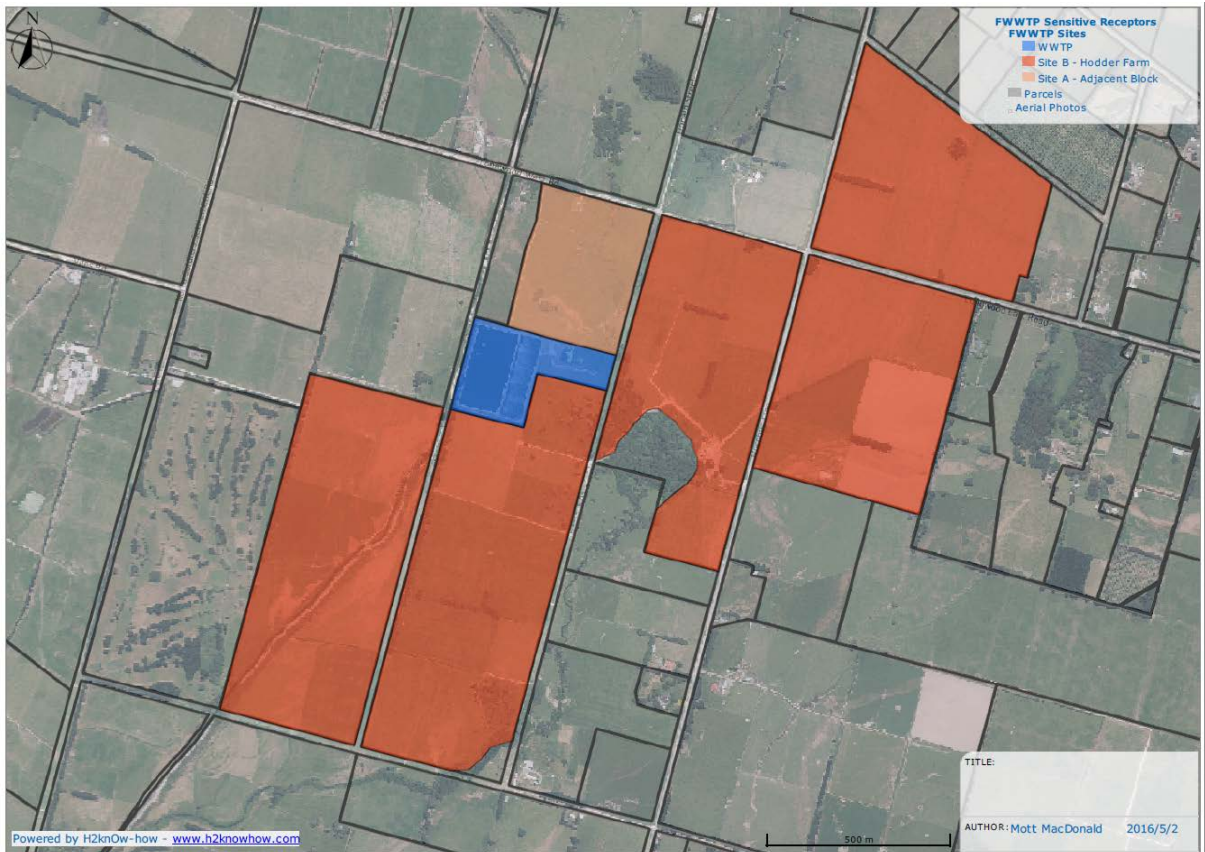 N
FWWTP Sensitive Receptors
FWWTP Sites
WWTP
Site B - Hodder Farm
Site A - Adjacent Block
Parcels
Aerial Photos
TITLE:
AUTHOR: Mott MacDonald 2016/5/2
500 m
Powered by H2knOw-how - www.h2knowhow.com